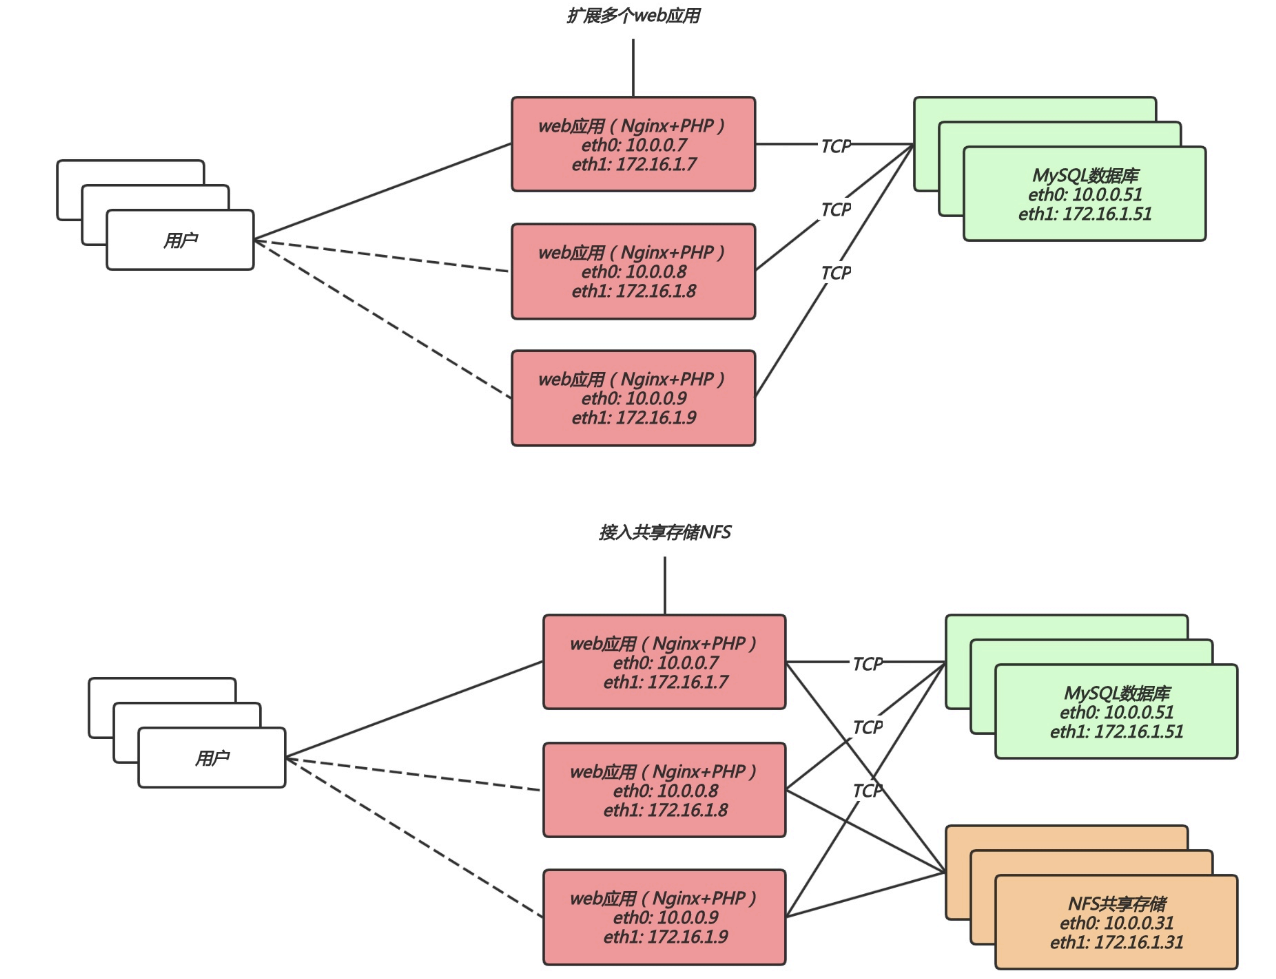 扩展多个web应用
web应用（Nginx+PHP）
eth0: 10.0.0.7
eth1: 172.16.1.7
TCP
MySQL数据库
eth0: 10.0.0.51
eth1: 172.16.1.51
用户
web应用（Nginx+PHP）
eth0: 10.0.0.8
eth1: 172.16.1.8
TCP
TCP
web应用（Nginx+PHP）
eth0: 10.0.0.9
eth1: 172.16.1.9
接入共享存储NFS
web应用（Nginx+PHP）
eth0: 10.0.0.7
eth1: 172.16.1.7
TCP
MySQL数据库
eth0: 10.0.0.51
eth1: 172.16.1.51
用户
web应用（Nginx+PHP）
eth0: 10.0.0.8
eth1: 172.16.1.8
TCP
TCP
web应用（Nginx+PHP）
eth0: 10.0.0.9
eth1: 172.16.1.9
NFS共享存储
eth0: 10.0.0.31
eth1: 172.16.1.31